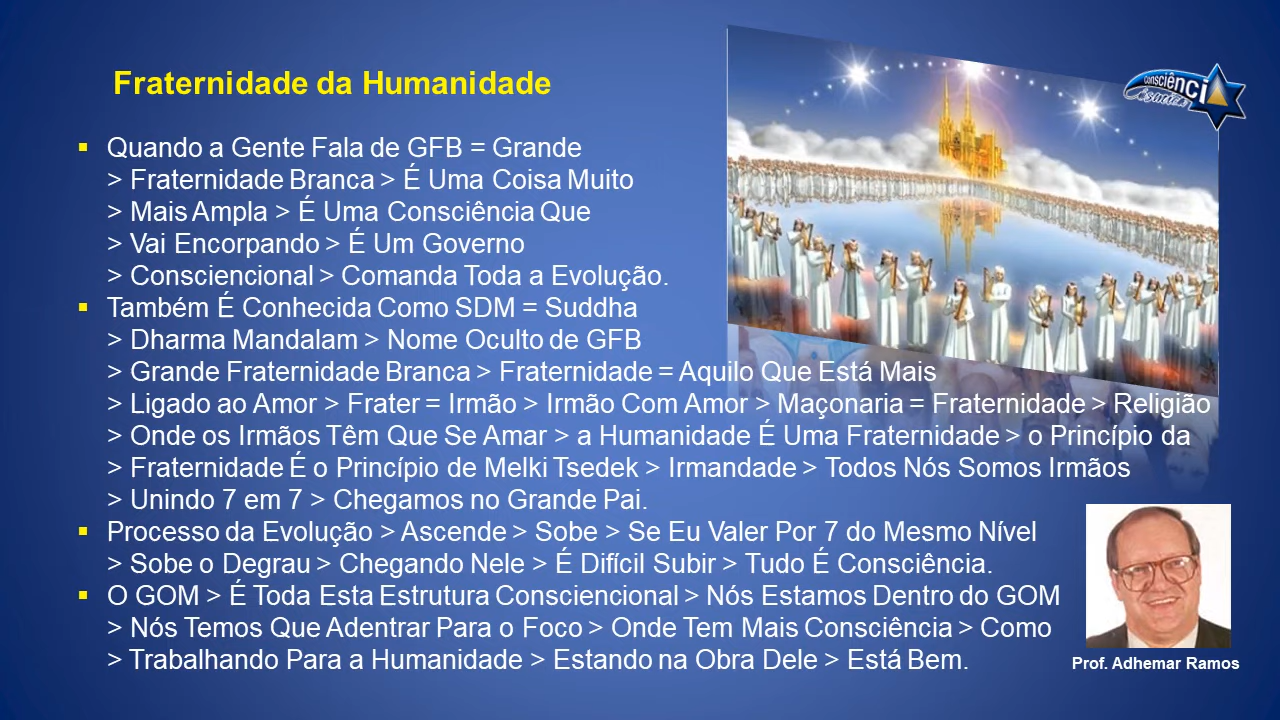 Fraternidade da Humanidade
consciência
Cósmica
▪ Quando a Gente Fala de GFB = Grande
> Fraternidade Branca > É Uma Coisa Muito
> Mais Ampla > É Uma Consciência Que
> Vai Encorpando > É Um Governo
> Consciencional > Comanda Toda a Evolução.
▪ Também É Conhecida Como SDM = Suddha
> Dharma Mandalam > Nome Oculto de GFB
> Grande Fraternidade Branca > Fraternidade = Aquilo Que Está Mais
> Ligado ao Amor > Frater = Irmão > Irmão Com Amor > Maçonaria = Fraternidade > Religião
> Onde os Irmãos Têm Que Se Amar > a Humanidade É Uma Fraternidade > o Princípio da
> Fraternidade É o Princípio de Melki Tsedek > Irmandade > Todos Nós Somos Irmãos
> Unindo 7 em 7 > Chegamos no Grande Pai.
▪ Processo da Evolução > Ascende > Sobe > Se Eu Valer Por 7 do Mesmo Nível
> Sobe o Degrau > Chegando Nele > É Difícil Subir > Tudo É Consciência.
▪ O GOM > É Toda Esta Estrutura Consciencional > Nós Estamos Dentro do GOM
> Nós Temos Que Adentrar Para o Foco > Onde Tem Mais Consciência > Como
> Trabalhando Para a Humanidade > Estando na Obra Dele > Está Bem.
Prof. Adhemar Ramos